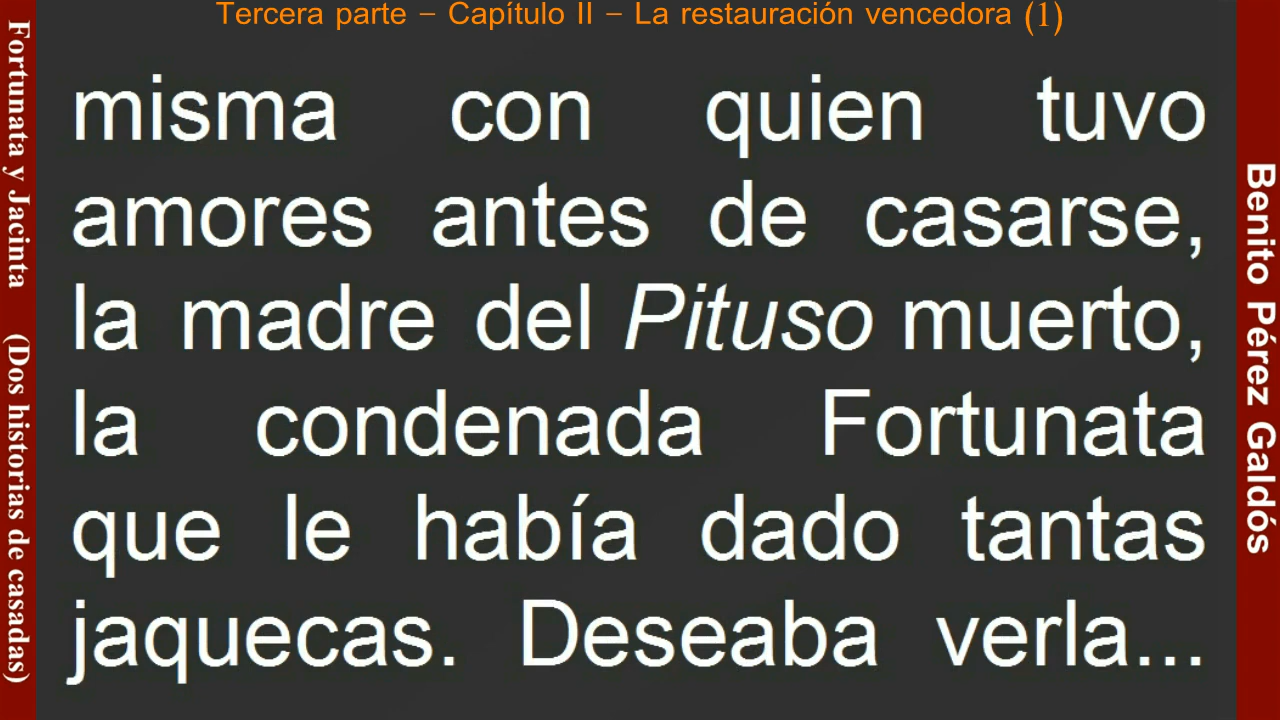 Tercera parte – Capítulo II – La restauración vencedora (1)
misma con quien tuvo
amores antes de casarse,
la madre del Pituso muerto,
la condenada Fortunata
que le había dado tantas
jaquecas. Deseaba verla...
Fortunata y Jacinta (Dos historias de casadas)
Benito Pérez Galdós